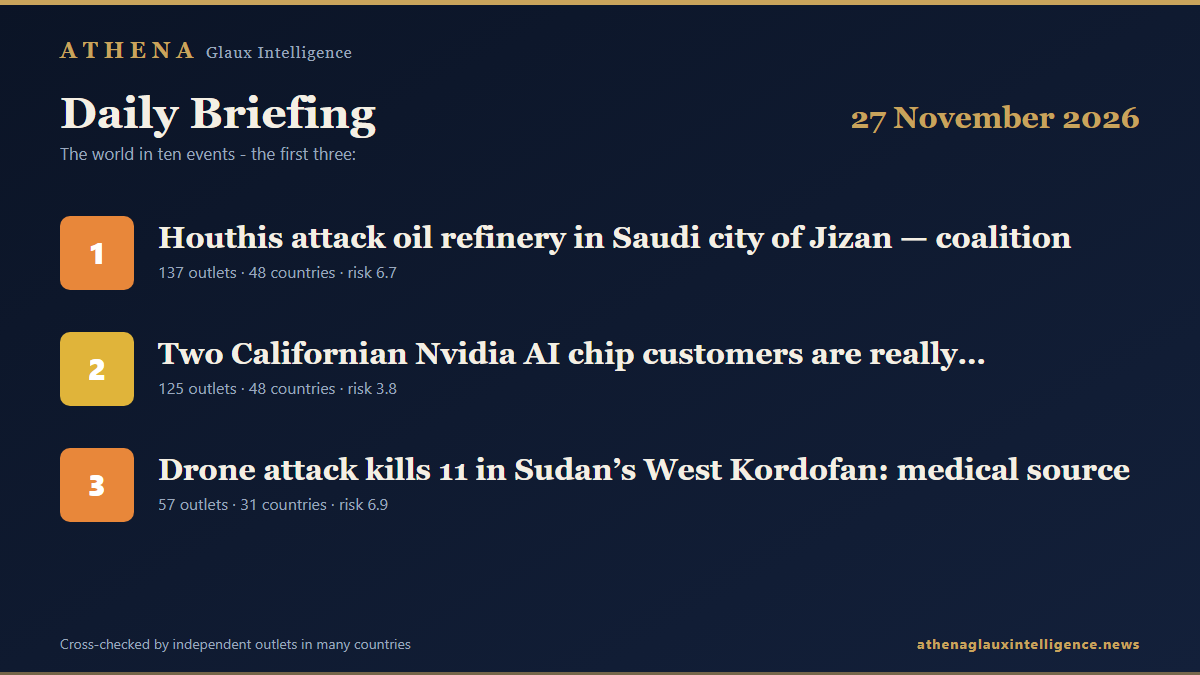 ATHENA Glaux Intelligence
Daily Briefing
27 November 2026
The world in ten events - the first three:
1
Houthis attack oil refinery in Saudi city of Jizan — coalition
137 outlets · 48 countries · risk 6.7
2
Two Californian Nvidia AI chip customers are really...
125 outlets · 48 countries · risk 3.8
3
Drone attack kills 11 in Sudan’s West Kordofan: medical source
57 outlets · 31 countries · risk 6.9
Cross-checked by independent outlets in many countries
athenaglauxintelligence.news